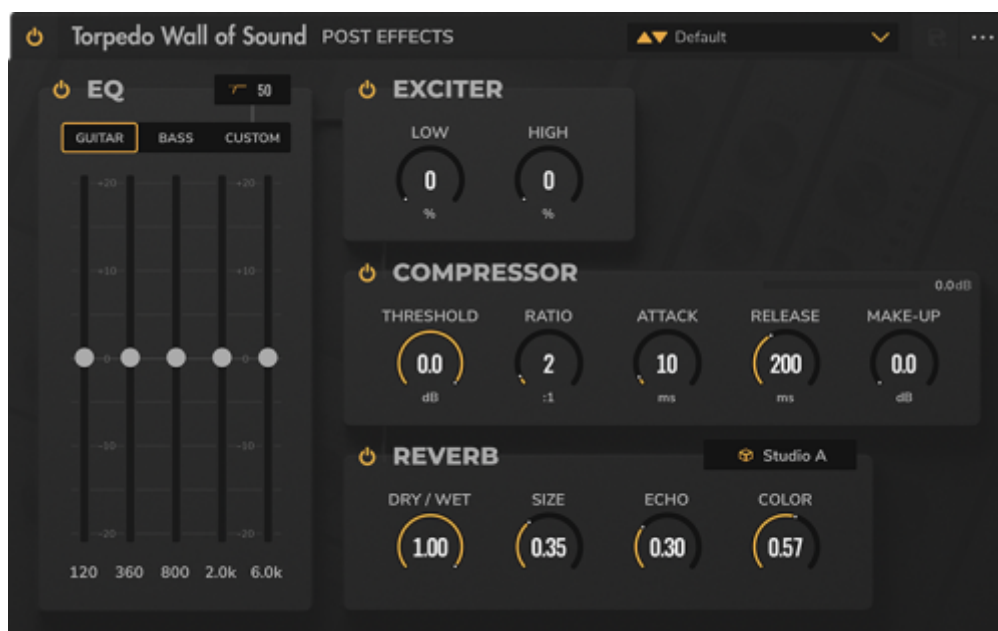 Torpedo Wall of Sound POST EFFECTS Default
EQ 50
GUITAR BASS CUSTOM
+20 +20
+10 +10
0 0
-10 -10
-20 -20
120 360 800 2.0k 6.0k
EXCITER
LOW HIGH
0 0
% %
COMPRESSOR
0.0dB
THRESHOLD RATIO ATTACK RELEASE MAKE-UP
0.0 2 10 200 0.0
dB :1 ms ms dB
REVERB Studio A
DRY / WET SIZE ECHO COLOR
1.00 0.35 0.30 0.57